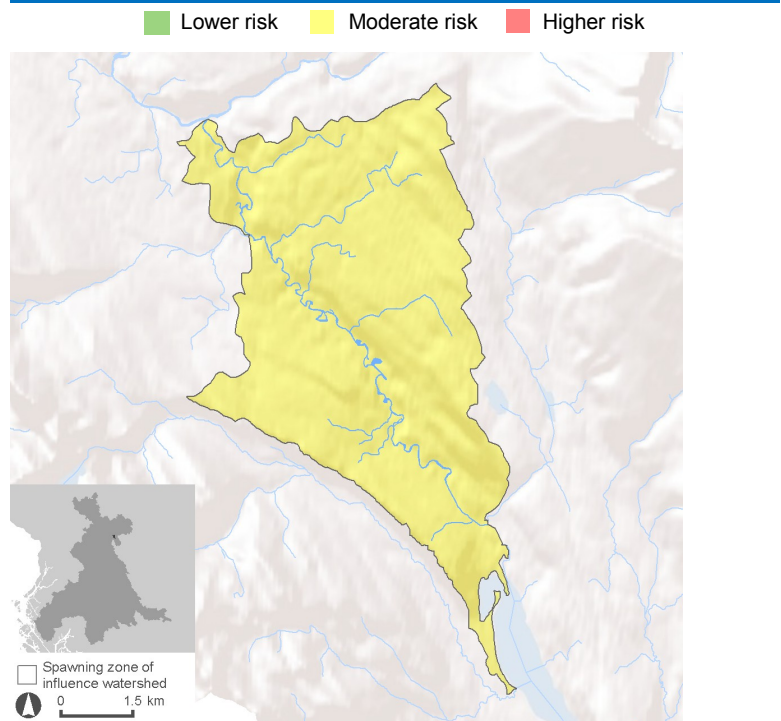 Lower risk Moderate risk Higher risk
Spawning zone of
influence watershed
0 1.5 km